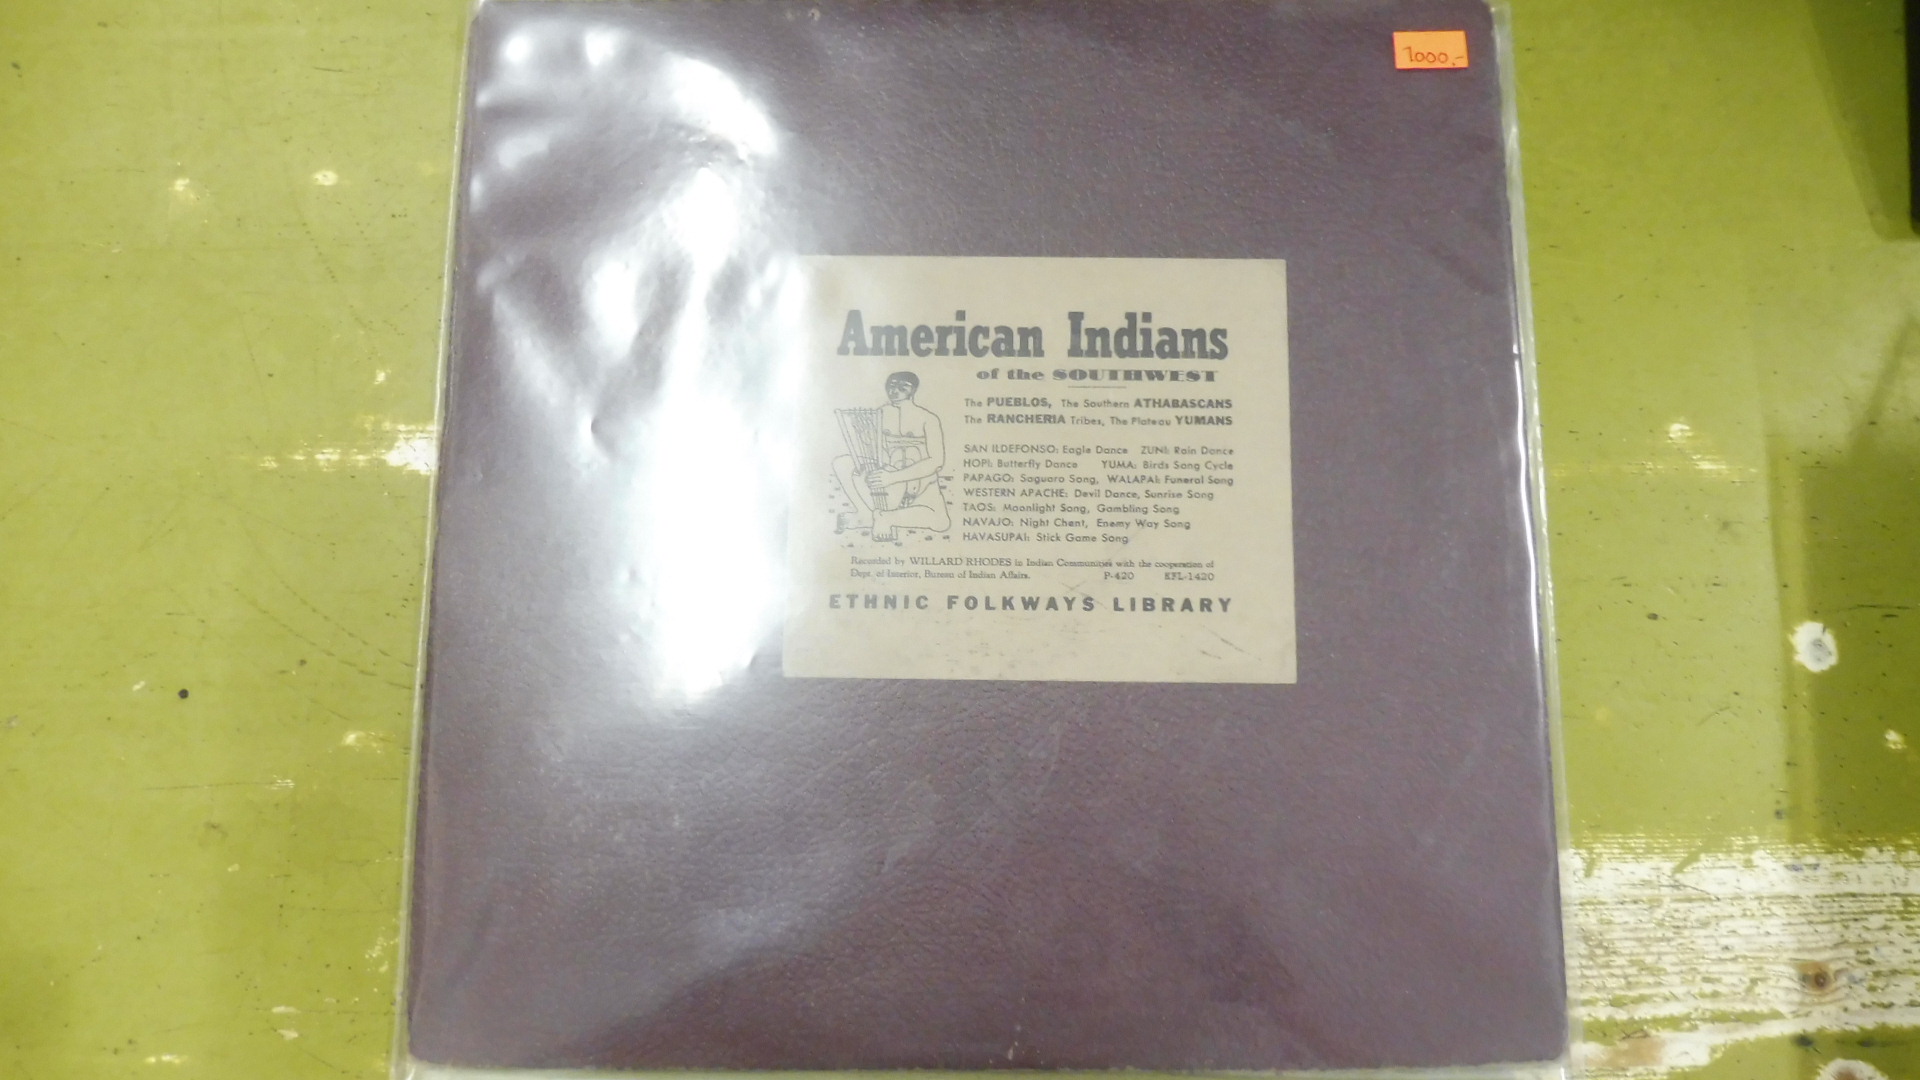 1000.-
American Indians
of the SOUTHWEST
The PUEBLOS, The Southern ATHABASCANS
The RANCHERIA Tribes, The Plateau YUMANS
SAN ILDEFONSO: Eagle Dance ZUNI: Rain Dance
HOPI: Butterfly Dance YUMA: Birds Song Cycle
PAPAGO: Saguaro Song, WALAPAI: Funeral Song
WESTERN APACHE: Devil Dance, Sunrise Song
TAOS: Moonlight Song, Gambling Song
NAVAJO: Night Chant, Enemy Way Song
HAVASUPAI: Stick Game Song
Recorded by WILLARD RHODES in Indian Communities with the cooperation of
Dept. of Interior, Bureau of Indian Affairs. P-420 EFL-1420
ETHNIC FOLKWAYS LIBRARY